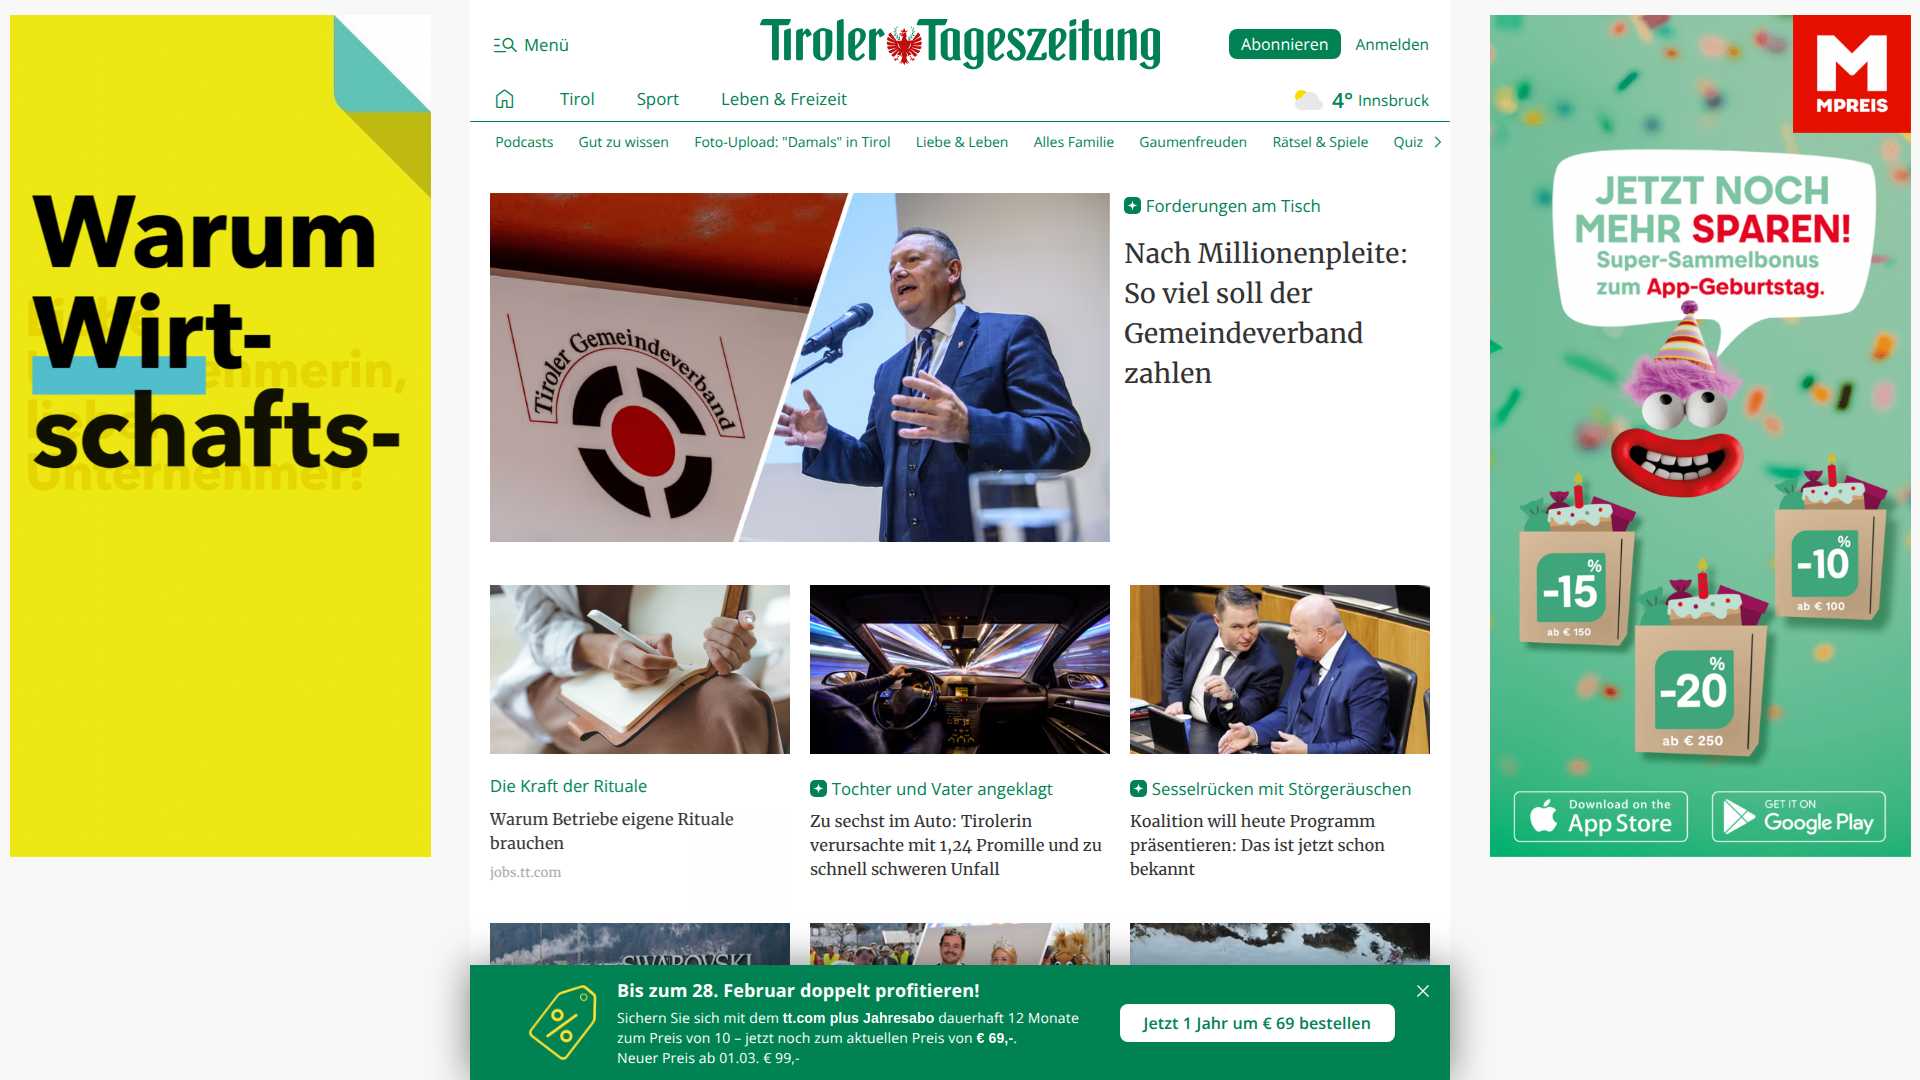 Warum
Wirt-
schafts-
ehmerin,
Unternehmer!
Menü
Tiroler Tageszeitung
Abonnieren
Anmelden
Tirol
Sport
Leben & Freizeit
4° Innsbruck
Podcasts
Gut zu wissen
Foto-Upload: "Damals" in Tirol
Liebe & Leben
Alles Familie
Gaumenfreuden
Rätsel & Spiele
Quiz
Tiroler Gemeindeverband
Forderungen am Tisch
Nach Millionenpleite:
So viel soll der
Gemeindeverband
zahlen
Die Kraft der Rituale
Warum Betriebe eigene Rituale
brauchen
jobs.tt.com
Tochter und Vater angeklagt
Zu sechst im Auto: Tirolerin
verursachte mit 1,24 Promille und zu
schnell schweren Unfall
Sesselrücken mit Störgeräuschen
Koalition will heute Programm
präsentieren: Das ist jetzt schon
bekannt
SWAROVSKI
Bis zum 28. Februar doppelt profitieren!
Sichern Sie sich mit dem tt.com plus Jahresabo dauerhaft 12 Monate
zum Preis von 10 – jetzt noch zum aktuellen Preis von € 69,-.
Neuer Preis ab 01.03. € 99,-
Jetzt 1 Jahr um € 69 bestellen
MPREIS
JETZT NOCH
MEHR SPAREN!
Super-Sammelbonus
zum App-Geburtstag.
-15%
ab € 150
-10%
ab € 100
-20%
ab € 250
Download on the
App Store
GET IT ON
Google Play